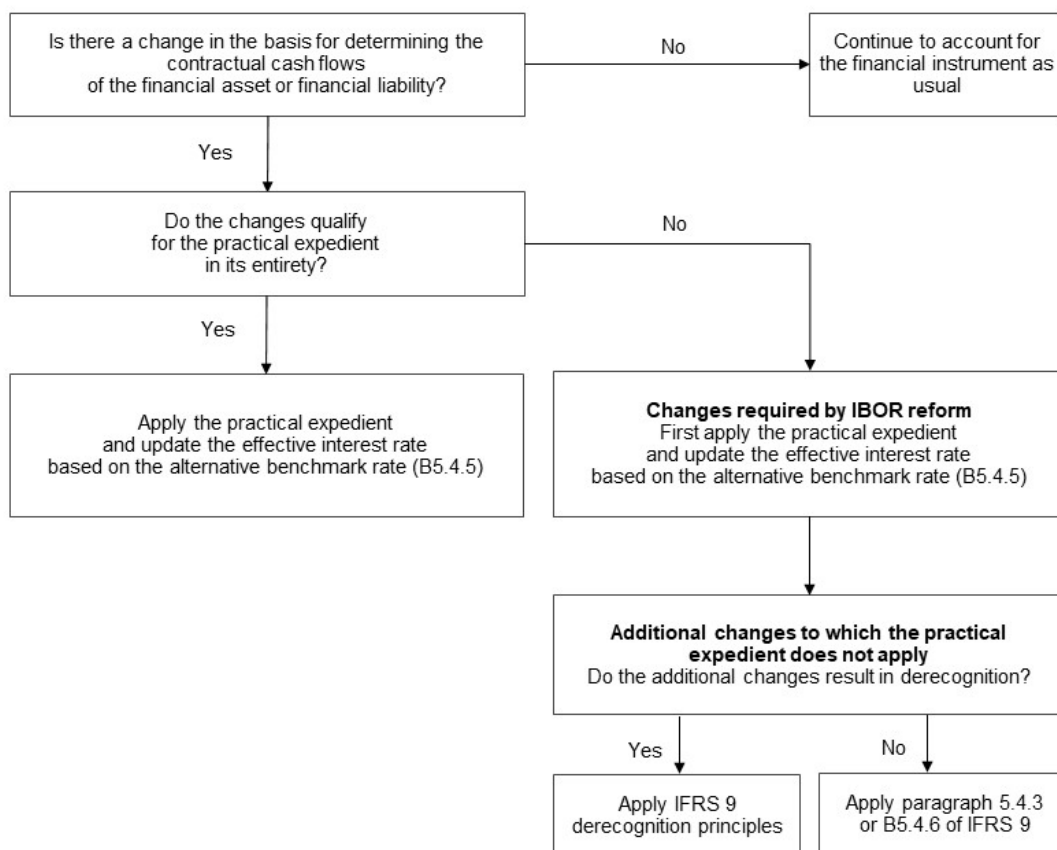 Is there a change in the basis for determining the
contractual cash flows
of the financial asset or financial liability?
No
Continue to account for
the financial instrument as
usual
Yes
Do the changes qualify
for the practical expedient
in its entirety?
No
Yes
Apply the practical expedient
and update the effective interest rate
based on the alternative benchmark rate (B5.4.5)
Changes required by IBOR reform
First apply the practical expedient
and update the effective interest rate
based on the alternative benchmark rate (B5.4.5)
Additional changes to which the practical
expedient does not apply
Do the additional changes result in derecognition?
Yes
No
Apply IFRS 9
derecognition principles
Apply paragraph 5.4.3
or B5.4.6 of IFRS 9